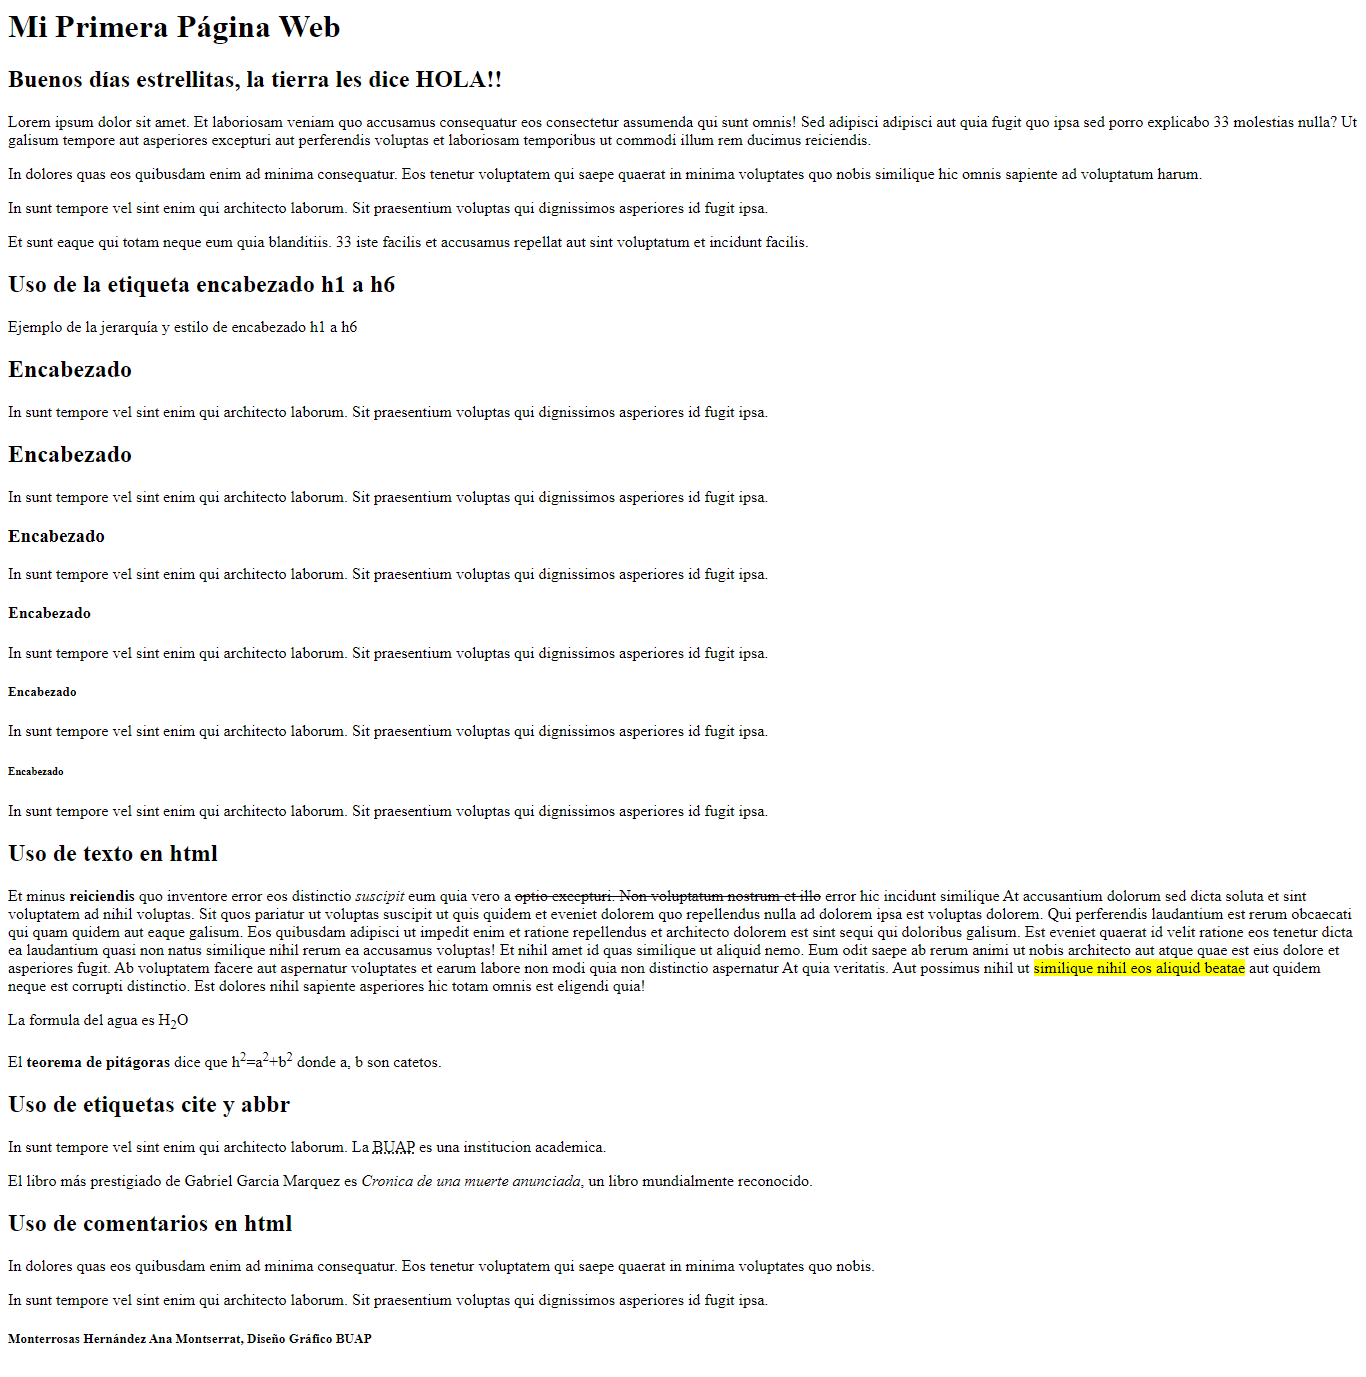 Mi Primera Página Web
Buenos días estrellitas, la tierra les dice HOLA!!
Lorem ipsum dolor sit amet. Et laboriosam veniam quo accusamus consequatur eos consectetur assumenda qui sunt omnis! Sed adipisci adipisci aut quia fugit quo ipsa sed porro explicabo 33 molestias nulla? Ut
galisum tempore aut asperiores excepturi aut perferendis voluptas et laboriosam temporibus ut commodi illum rem ducimus reiciendis.
In dolores quas eos quibusdam enim ad minima consequatur. Eos tenetur voluptatem qui saepe quaerat in minima voluptates quo nobis similique hic omnis sapiente ad voluptatum harum.
In sunt tempore vel sint enim qui architecto laborum. Sit praesentium voluptas qui dignissimos asperiores id fugit ipsa.
Et sunt eaque qui totam neque eum quia blanditiis. 33 iste facilis et accusamus repellat aut sint voluptatum et incidunt facilis.
Uso de la etiqueta encabezado h1 a h6
Ejemplo de la jerarquía y estilo de encabezado h1 a h6
Encabezado
In sunt tempore vel sint enim qui architecto laborum. Sit praesentium voluptas qui dignissimos asperiores id fugit ipsa.
Encabezado
In sunt tempore vel sint enim qui architecto laborum. Sit praesentium voluptas qui dignissimos asperiores id fugit ipsa.
Encabezado
In sunt tempore vel sint enim qui architecto laborum. Sit praesentium voluptas qui dignissimos asperiores id fugit ipsa.
Encabezado
In sunt tempore vel sint enim qui architecto laborum. Sit praesentium voluptas qui dignissimos asperiores id fugit ipsa.
Encabezado
In sunt tempore vel sint enim qui architecto laborum. Sit praesentium voluptas qui dignissimos asperiores id fugit ipsa.
Encabezado
In sunt tempore vel sint enim qui architecto laborum. Sit praesentium voluptas qui dignissimos asperiores id fugit ipsa.
Uso de texto en html
Et minus reiciendis quo inventore error eos distinctio suscipit eum quia vero a optio excepturi. Non voluptatum nostrum et illo error hic incidunt similique At accusantium dolorum sed dicta soluta et sint
voluptatem ad nihil voluptas. Sit quos pariatur ut voluptas suscipit ut quis quidem et eveniet dolorem quo repellendus nulla ad dolorem ipsa est voluptas dolorem. Qui perferendis laudantium est rerum obcaecati
qui quam quidem aut eaque galisum. Eos quibusdam adipisci ut impedit enim et ratione repellendus et architecto dolorem est sint sequi qui doloribus galisum. Est eveniet quaerat id velit ratione eos tenetur dicta
ea laudantium quasi non natus similique nihil rerum ea accusamus voluptas! Et nihil amet id quas similique ut aliquid nemo. Eum odit saepe ab rerum animi ut nobis architecto aut atque quae est eius dolore et
asperiores fugit. Ab voluptatem facere aut aspernatur voluptates et earum labore non modi quia non distinctio aspernatur At quia veritatis. Aut possimus nihil ut similique nihil eos aliquid beatae aut quidem
neque est corrupti distinctio. Est dolores nihil sapiente asperiores hic totam omnis est eligendi quia!
La formula del agua es H₂O
El teorema de pitágoras dice que h²=a²+b² donde a, b son catetos.
Uso de etiquetas cite y abbr
In sunt tempore vel sint enim qui architecto laborum. La BUAP es una institucion academica.
El libro más prestigiado de Gabriel Garcia Marquez es Cronica de una muerte anunciada, un libro mundialmente reconocido.
Uso de comentarios en html
In dolores quas eos quibusdam enim ad minima consequatur. Eos tenetur voluptatem qui saepe quaerat in minima voluptates quo nobis.
In sunt tempore vel sint enim qui architecto laborum. Sit praesentium voluptas qui dignissimos asperiores id fugit ipsa.
Monterrosas Hernández Ana Montserrat, Diseño Gráfico BUAP